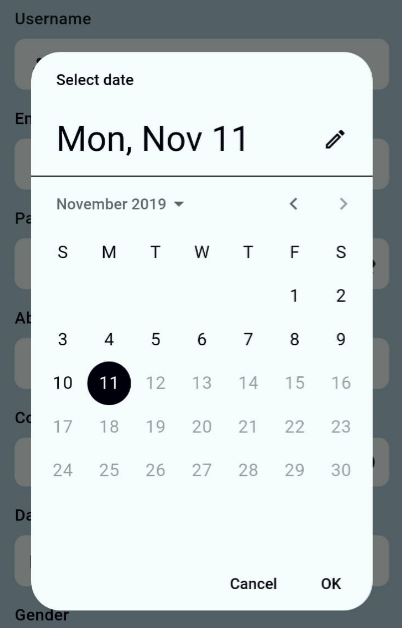 Username
Select date
Mon, Nov 11
November 2019
S M T W T F S
1 2
3 4 5 6 7 8 9
10 11 12 13 14 15 16
17 18 19 20 21 22 23
24 25 26 27 28 29 30
Cancel OK
Gender